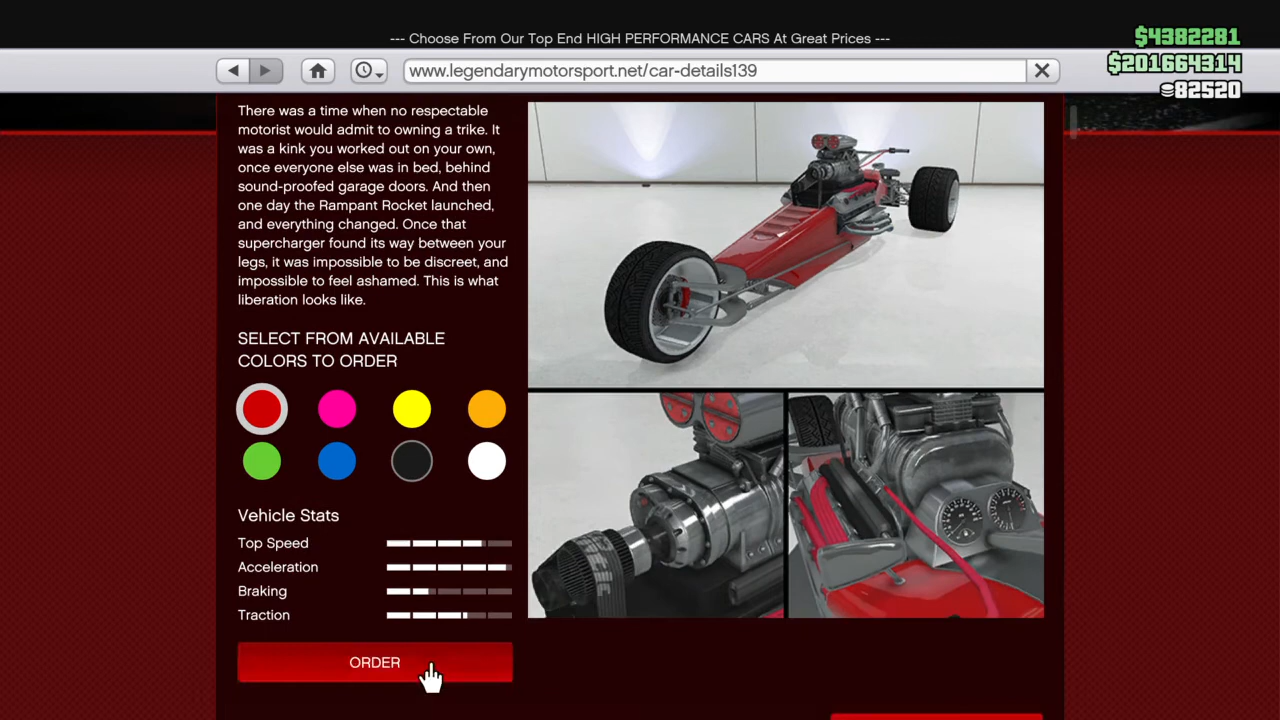 --- Choose From Our Top End HIGH PERFORMANCE CARS At Great Prices ---
$4382281
$201664314
82520
www.legendarymotorsport.net/car-details139
There was a time when no respectable
motorist would admit to owning a trike. It
was a kink you worked out on your own,
once everyone else was in bed, behind
sound-proofed garage doors. And then
one day the Rampant Rocket launched,
and everything changed. Once that
supercharger found its way between your
legs, it was impossible to be discreet, and
impossible to feel ashamed. This is what
liberation looks like.
SELECT FROM AVAILABLE
COLORS TO ORDER
Vehicle Stats
Top Speed
Acceleration
Braking
Traction
ORDER